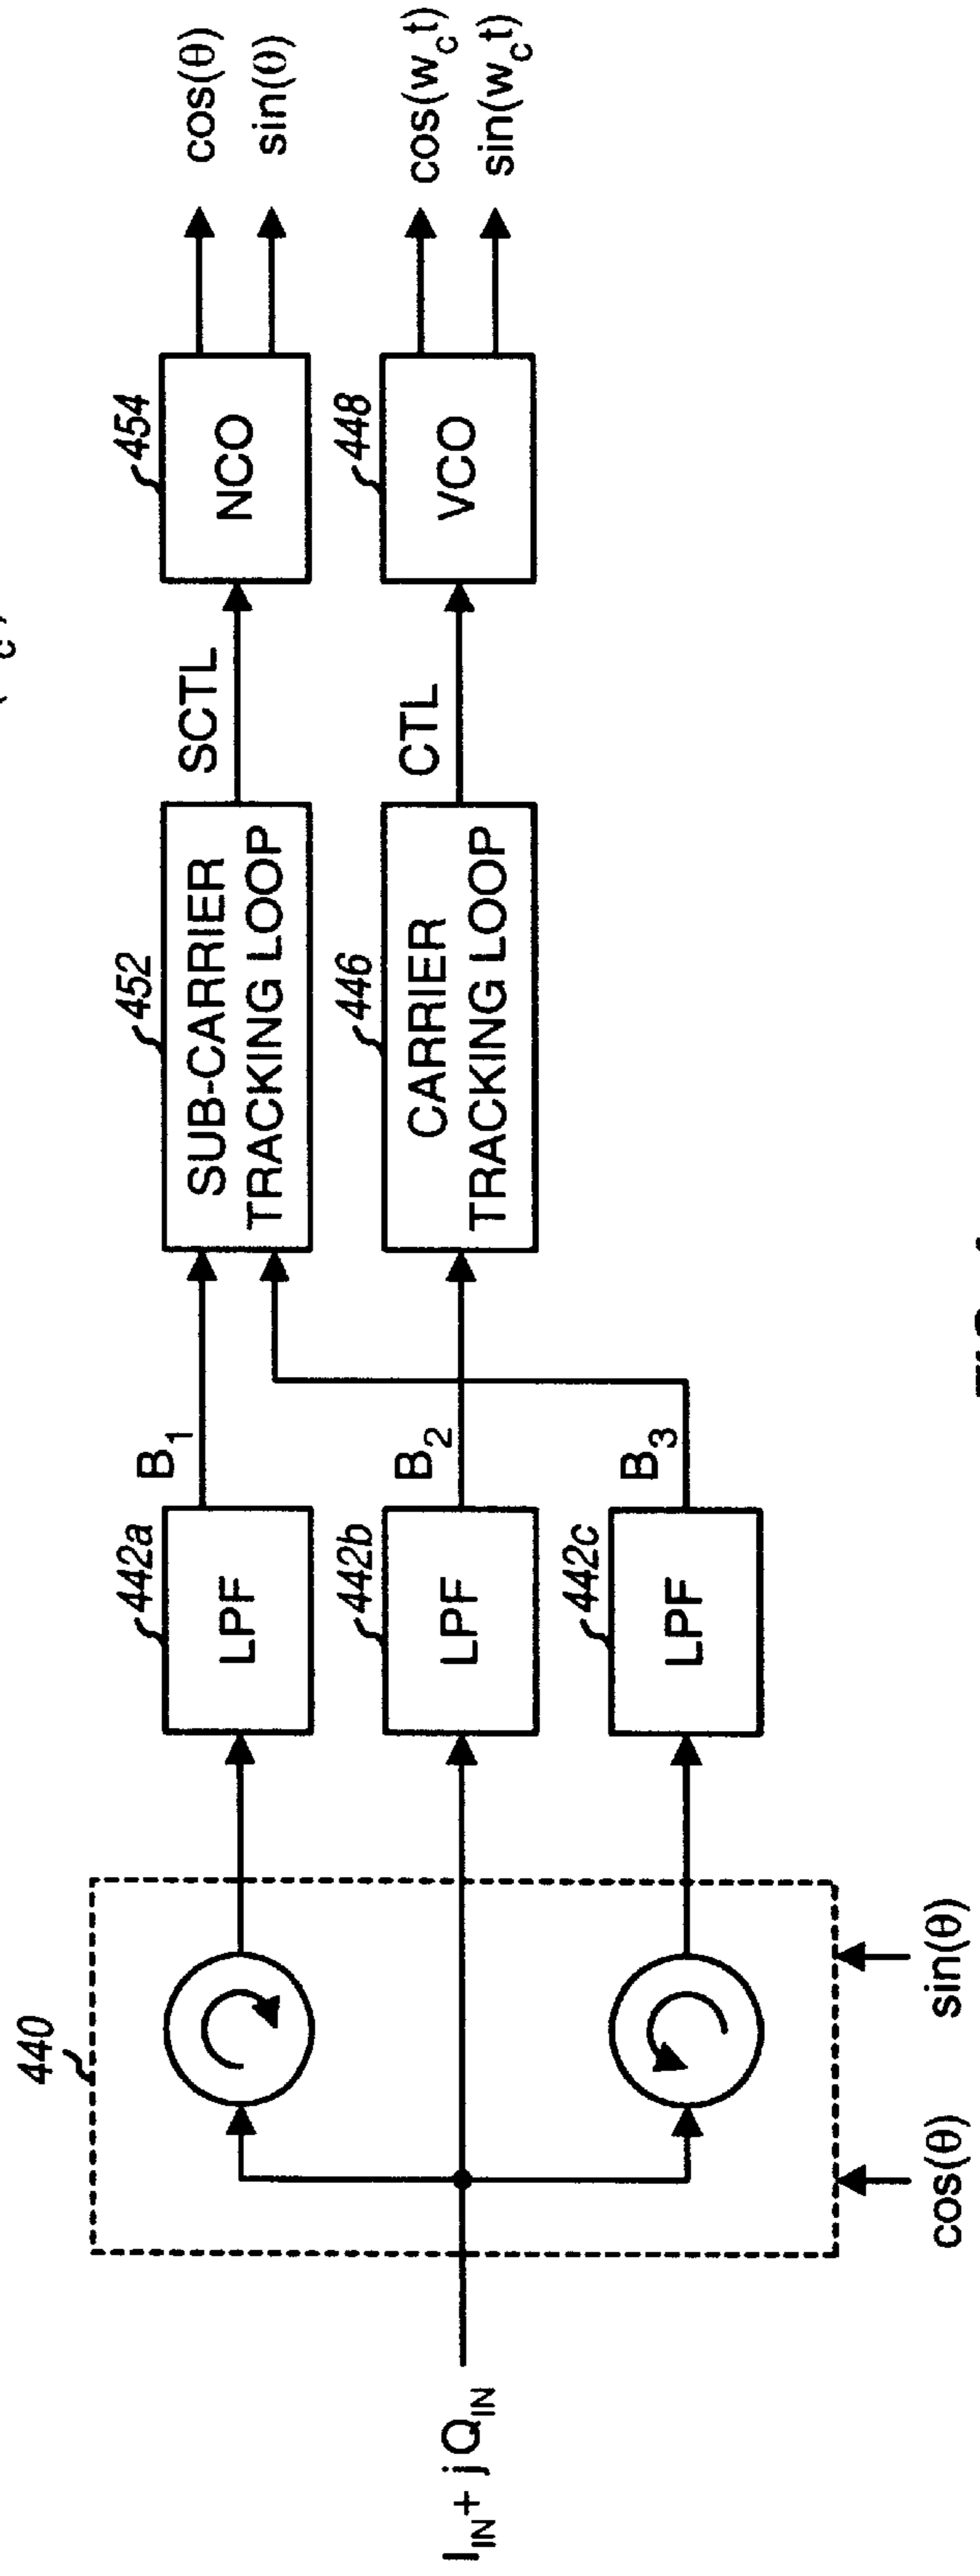 c
440
I_IN + jQ_IN
cos(θ)
sin(θ)
442a
LPF
B_1
442b
LPF
B_2
442c
LPF
B_3
452
SUB-CARRIER
TRACKING LOOP
SCTL
446
CARRIER
TRACKING LOOP
CTL
454
NCO
cos(θ)
sin(θ)
448
VCO
cos(w_c t)
sin(w_c t)